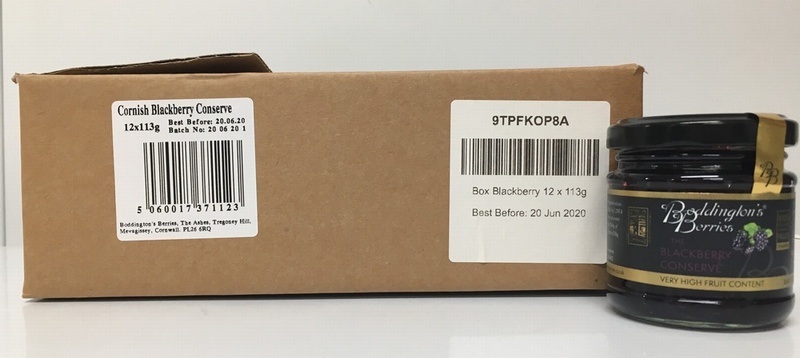 Cornish Blackberry Conserve
12x113g Best Before: 20.06.20
Batch No: 20 06 20 1
5 060017 371123
Boddington's Berries, The Ashes, Tregoney Hill,
Mevagissey, Cornwall. PL26 6RQ
9TPFKOP8A
Box Blackberry 12 x 113g
Best Before: 20 Jun 2020
Boddington's
Berries
THE
BLACKBERRY
CONSERVE
VERY HIGH FRUIT CONTENT